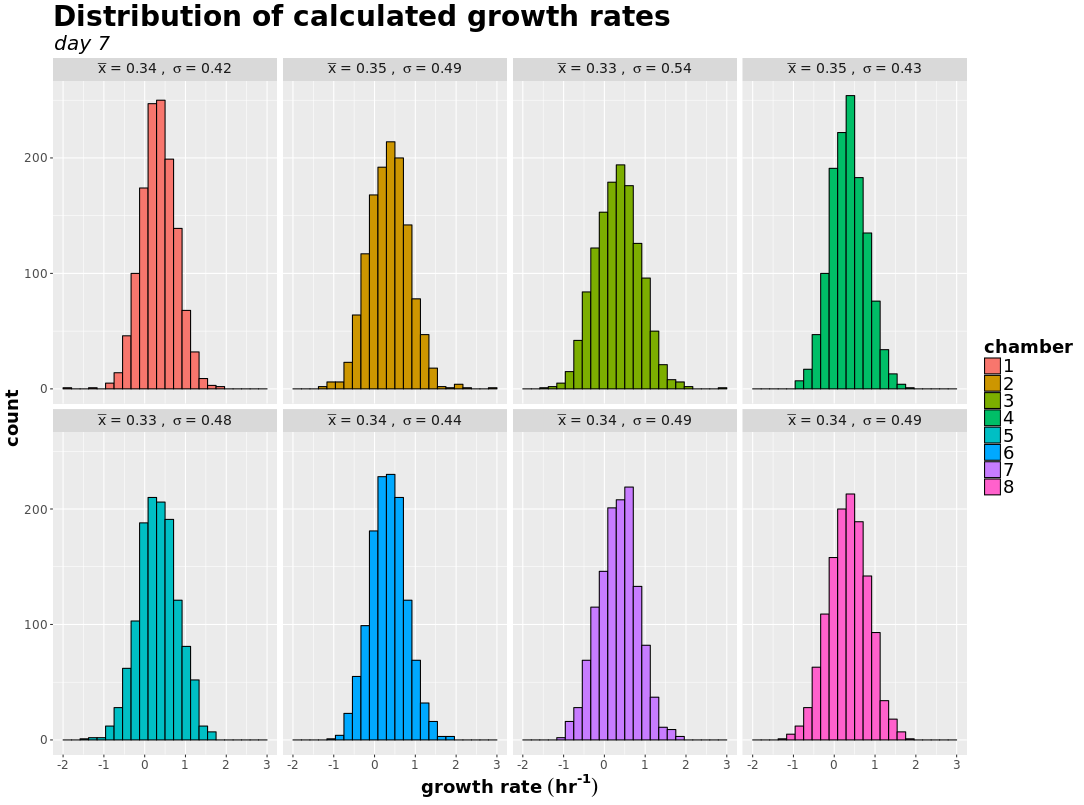 Distribution of calculated growth rates
day 7
x̅ = 0.34 , σ = 0.42
x̅ = 0.35 , σ = 0.49
x̅ = 0.33 , σ = 0.54
x̅ = 0.35 , σ = 0.43
200
100
0
x̅ = 0.33 , σ = 0.48
x̅ = 0.34 , σ = 0.44
x̅ = 0.34 , σ = 0.49
x̅ = 0.34 , σ = 0.49
200
100
0
-2 -1 0 1 2 3
-2 -1 0 1 2 3
-2 -1 0 1 2 3
-2 -1 0 1 2 3
growth rate (hr⁻¹)
count
chamber
1
2
3
4
5
6
7
8